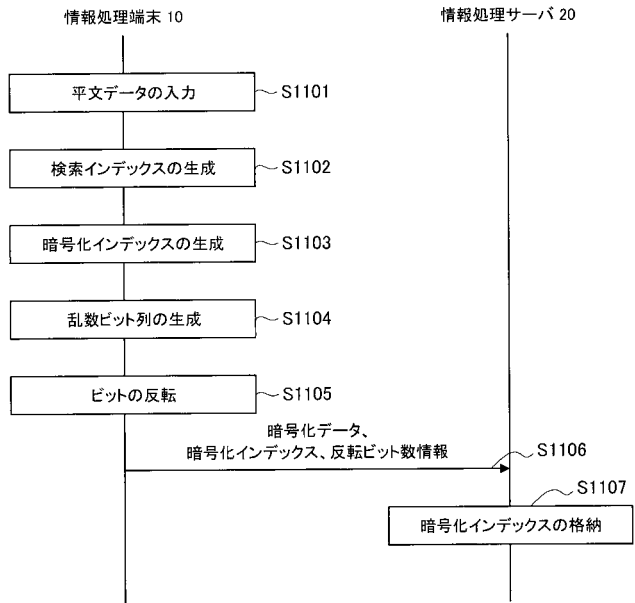 情報処理端末 10
情報処理サーバ 20
平文データの入力
S1101
検索インデックスの生成
S1102
暗号化インデックスの生成
S1103
乱数ビット列の生成
S1104
ビットの反転
S1105
暗号化データ、
暗号化インデックス、反転ビット数情報
S1106
S1107
暗号化インデックスの格納